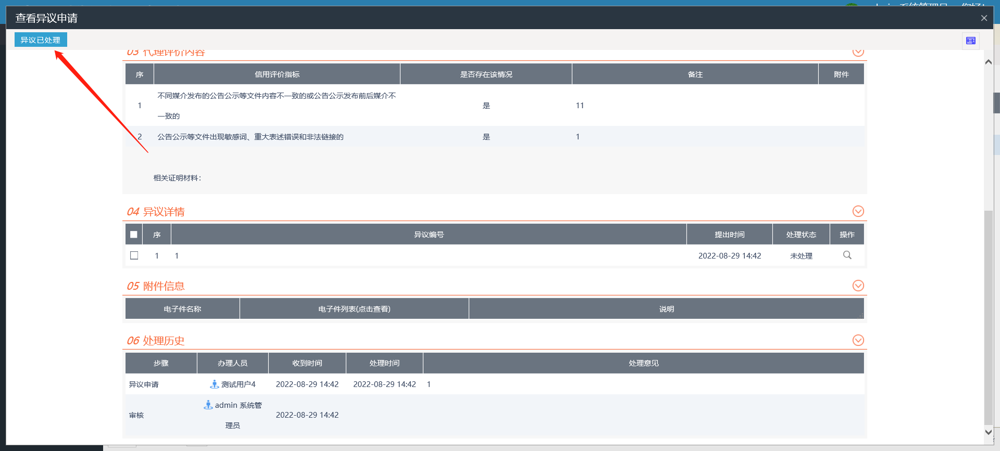 查看异议申请
异议已处理
03 代理评价内容
序 信用评价指标 是否存在该情况 备注 附件
1 不同媒介发布的公告公示等文件内容不一致的或公告公示发布前后媒介不一致的 是 11
2 公告公示等文件出现敏感词、重大表述错误和非法链接的 是 1
相关证明材料：
04 异议详情
序 异议编号 提出时间 处理状态 操作
1 1 2022-08-29 14:42 未处理
05 附件信息
电子件名称 电子件列表(点击查看) 说明
06 处理历史
步骤 办理人员 收到时间 处理时间 处理意见
异议申请 测试用户4 2022-08-29 14:42 2022-08-29 14:42 1
审核 admin 系统管理员 2022-08-29 14:42